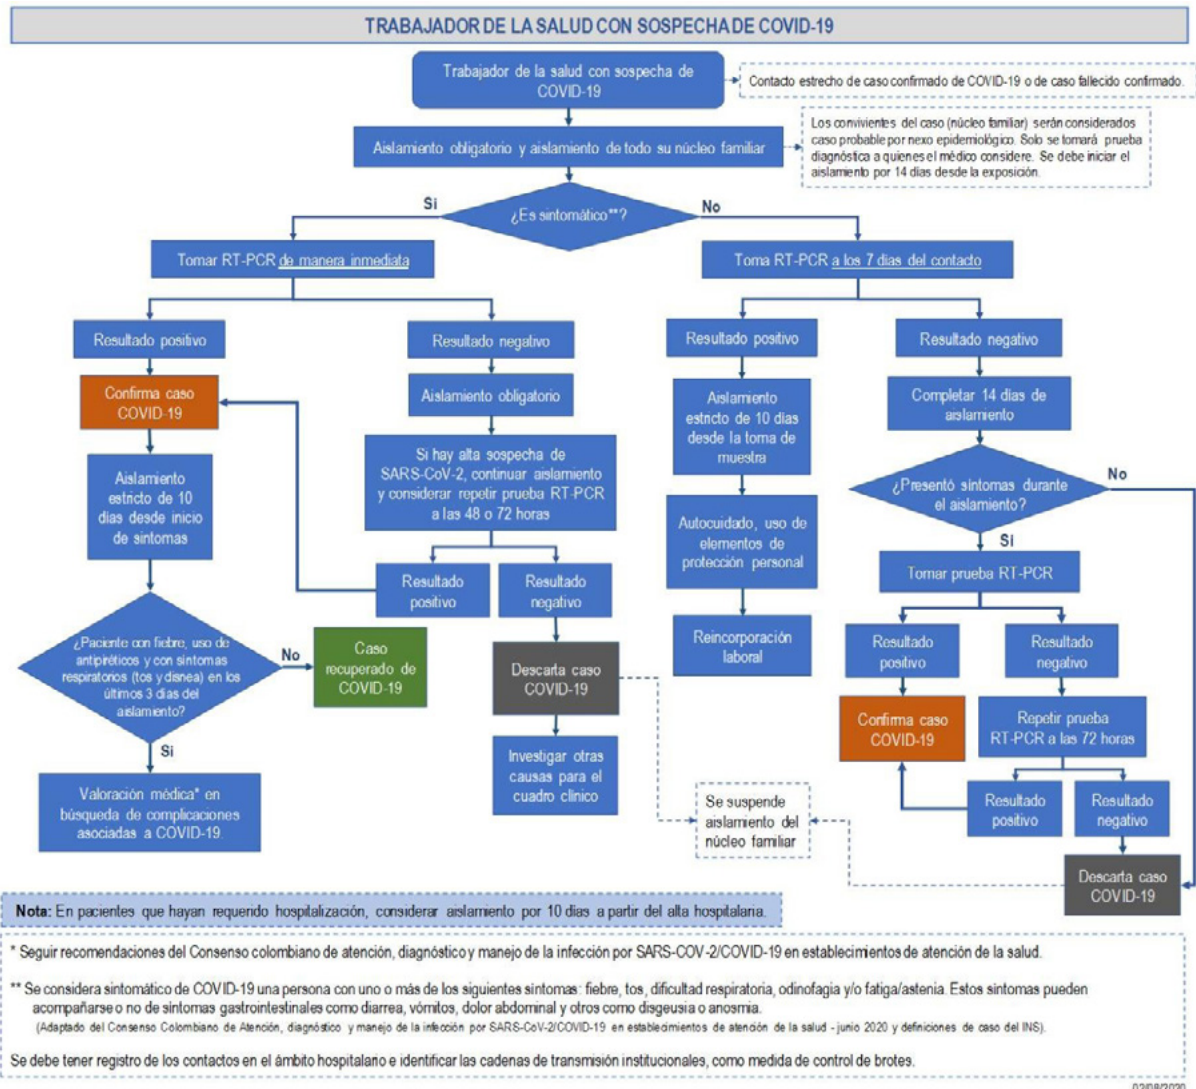 TRABAJADOR DE LA SALUD CON SOSPECHA DE COVID-19
Trabajador de la salud con sospecha de
COVID-19
Contacto estrecho de caso confirmado de COVID-19 o de caso fallecido confirmado.
Aislamiento obligatorio y aislamiento de todo su núcleo familiar
Los convivientes del caso (núcleo familiar) serán considerados
caso probable por nexo epidemiológico. Solo se tomará prueba
diagnóstica a quienes el médico considere. Se debe iniciar el
aislamiento por 14 días desde la exposición.
¿Es sintomático**?
Si
No
Tomar RT-PCR de manera inmediata
Toma RT-PCR a los 7 días del contacto
Resultado positivo
Resultado negativo
Resultado positivo
Resultado negativo
Confirma caso
COVID-19
Aislamiento obligatorio
Aislamiento
estricto de 10 días
desde la toma de
muestra
Completar 14 días de
aislamiento
Aislamiento
estricto de 10
días desde inicio
de síntomas
Si hay alta sospecha de
SARS-CoV-2, continuar aislamiento
y considerar repetir prueba RT-PCR
a las 48 o 72 horas
¿Presentó síntomas durante
el aislamiento?
No
Si
Autocuidado, uso de
elementos de
protección personal
Tomar prueba RT-PCR
Resultado
positivo
Resultado
negativo
¿Paciente con fiebre, uso de
antipiréticos y con síntomas
respiratorios (tos y disnea) en los
últimos 3 días del
aislamiento?
No
Si
Caso
recuperado de
COVID-19
Descarta caso
COVID-19
Reincorporación
laboral
Resultado
positivo
Resultado
negativo
Confirma caso
COVID-19
Repetir prueba
RT-PCR a las 72 horas
Valoración médica* en
búsqueda de complicaciones
asociadas a COVID-19.
Investigar otras
causas para el
cuadro clínico
Se suspende
aislamiento del
núcleo familiar
Resultado
positivo
Resultado
negativo
Descarta caso
COVID-19
Nota: En pacientes que hayan requerido hospitalización, considerar aislamiento por 10 días a partir del alta hospitalaria.
* Seguir recomendaciones del Consenso colombiano de atención, diagnóstico y manejo de la infección por SARS-COV-2/COVID-19 en establecimientos de atención de la salud.
** Se considera sintomático de COVID-19 una persona con uno o más de los siguientes síntomas: fiebre, tos, dificultad respiratoria, odinofagia y/o fatiga/astenia. Estos síntomas pueden
acompañarse o no de síntomas gastrointestinales como diarrea, vómitos, dolor abdominal y otros como disgeusia o anosmia.
(Adaptado del Consenso Colombiano de Atención, diagnóstico y manejo de la infección por SARS-CoV-2/COVID-19 en establecimientos de atención de la salud - junio 2020 y definiciones de caso del INS).
Se debe tener registro de los contactos en el ámbito hospitalario e identificar las cadenas de transmisión institucionales, como medida de control de brotes.